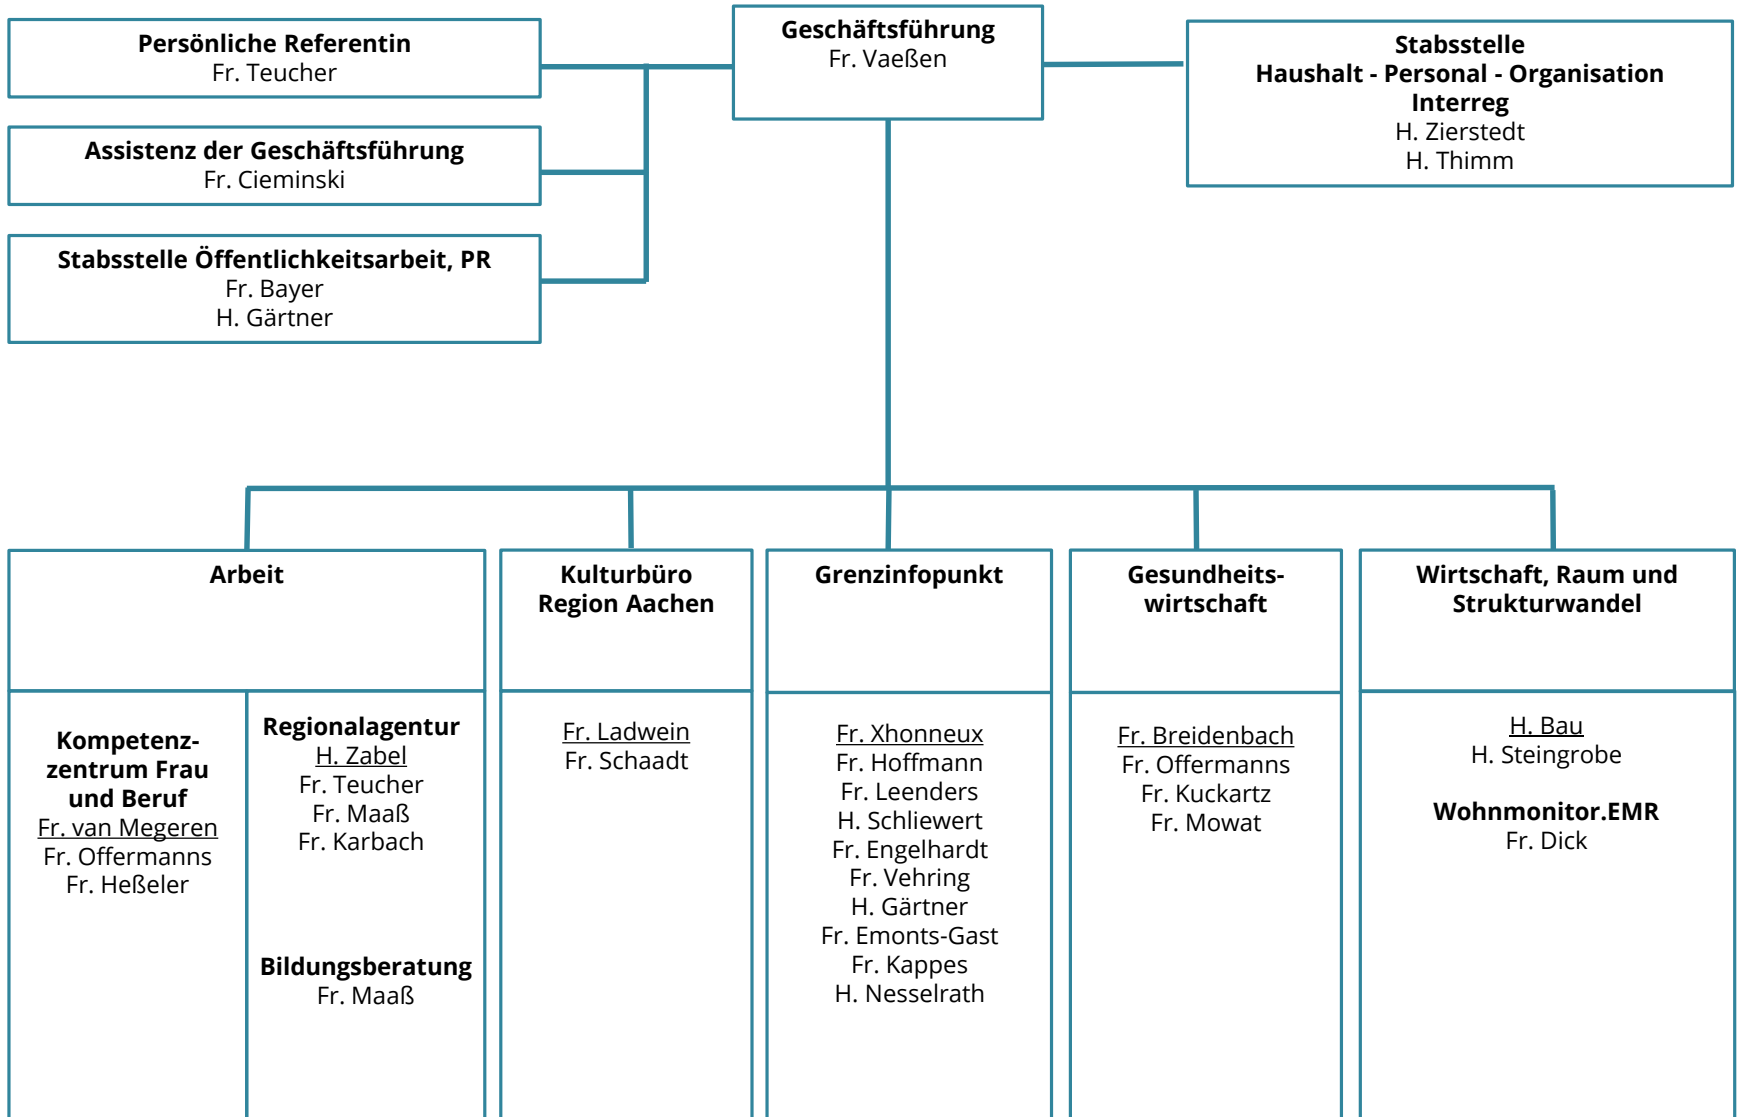 Persönliche Referentin
Fr. Teucher
Assistenz der Geschäftsführung
Fr. Cieminski
Stabsstelle Öffentlichkeitsarbeit, PR
Fr. Bayer
H. Gärtner
Geschäftsführung
Fr. Vaeßen
Stabsstelle
Haushalt - Personal - Organisation
Interreg
H. Zierstedt
H. Thimm
Arbeit
Kompetenz-
zentrum Frau
und Beruf
Fr. van Megeren
Fr. Offermanns
Fr. Heßeler
Regionalagentur
H. Zabel
Fr. Teucher
Fr. Maaß
Fr. Karbach
Bildungsberatung
Fr. Maaß
Kulturbüro
Region Aachen
Fr. Ladwein
Fr. Schaadt
Grenzinfopunkt
Fr. Xhonneux
Fr. Hoffmann
Fr. Leenders
H. Schliewert
Fr. Engelhardt
Fr. Vehring
H. Gärtner
Fr. Emonts-Gast
Fr. Kappes
H. Nesselrath
Gesundheits-
wirtschaft
Fr. Breidenbach
Fr. Offermanns
Fr. Kuckartz
Fr. Mowat
Wirtschaft, Raum und
Strukturwandel
H. Bau
H. Steingrobe
Wohnmonitor.EMR
Fr. Dick